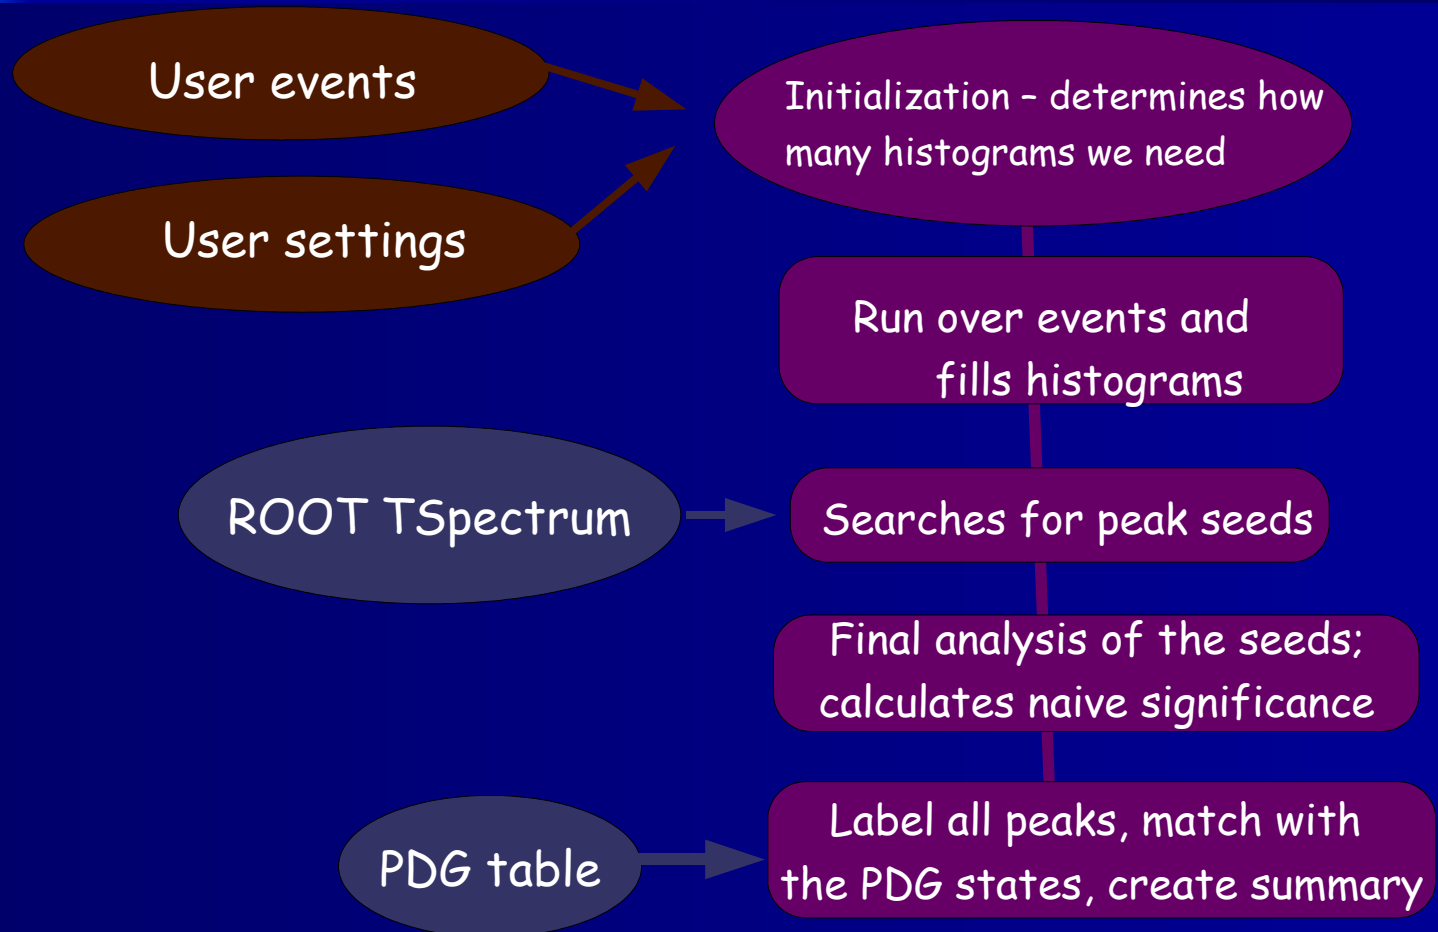 User events
Initialization – determines how
many histograms we need
User settings
Run over events and
fills histograms
ROOT TSpectrum
Searches for peak seeds
Final analysis of the seeds;
calculates naive significance
PDG table
Label all peaks, match with
the PDG states, create summary